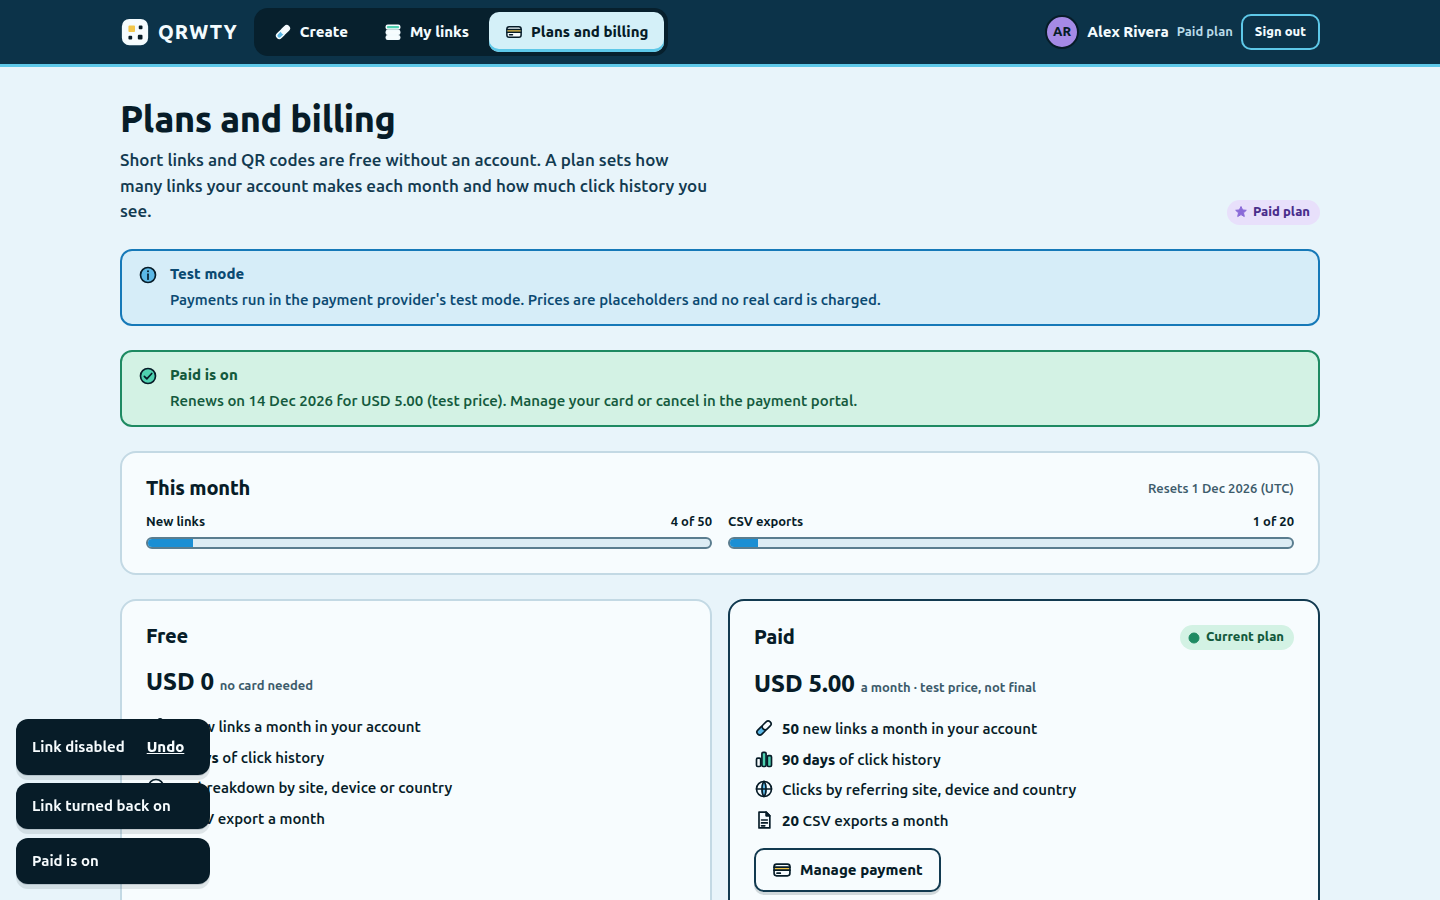 QRWTY
Create
My links
Plans and billing
AR
Alex Rivera
Paid plan
Sign out
Plans and billing
Short links and QR codes are free without an account. A plan sets how
many links your account makes each month and how much click history you
see.
Paid plan
Test mode
Payments run in the payment provider's test mode. Prices are placeholders and no real card is charged.
Paid is on
Renews on 14 Dec 2026 for USD 5.00 (test price). Manage your card or cancel in the payment portal.
This month
Resets 1 Dec 2026 (UTC)
New links
4 of 50
CSV exports
1 of 20
Free
USD 0 no card needed
links a month in your account
of click history
by site, device or country
export a month
Paid
Current plan
USD 5.00 a month · test price, not final
50 new links a month in your account
90 days of click history
Clicks by referring site, device and country
20 CSV exports a month
Manage payment
Link disabled
Undo
Link turned back on
Paid is on